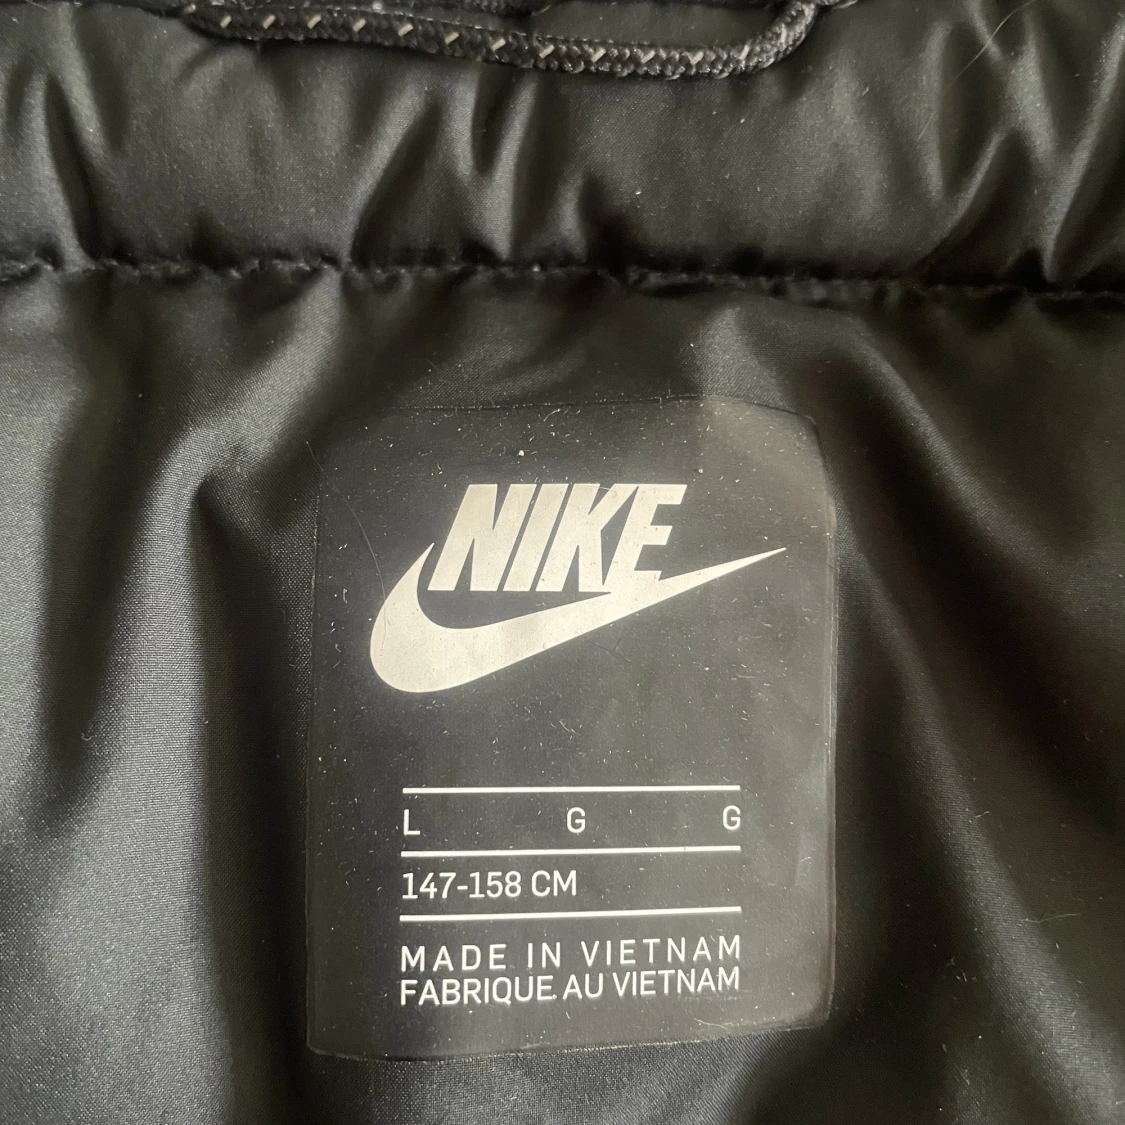 NIKE
L G G
147-158 CM
MADE IN VIETNAM
FABRIQUE AU VIETNAM